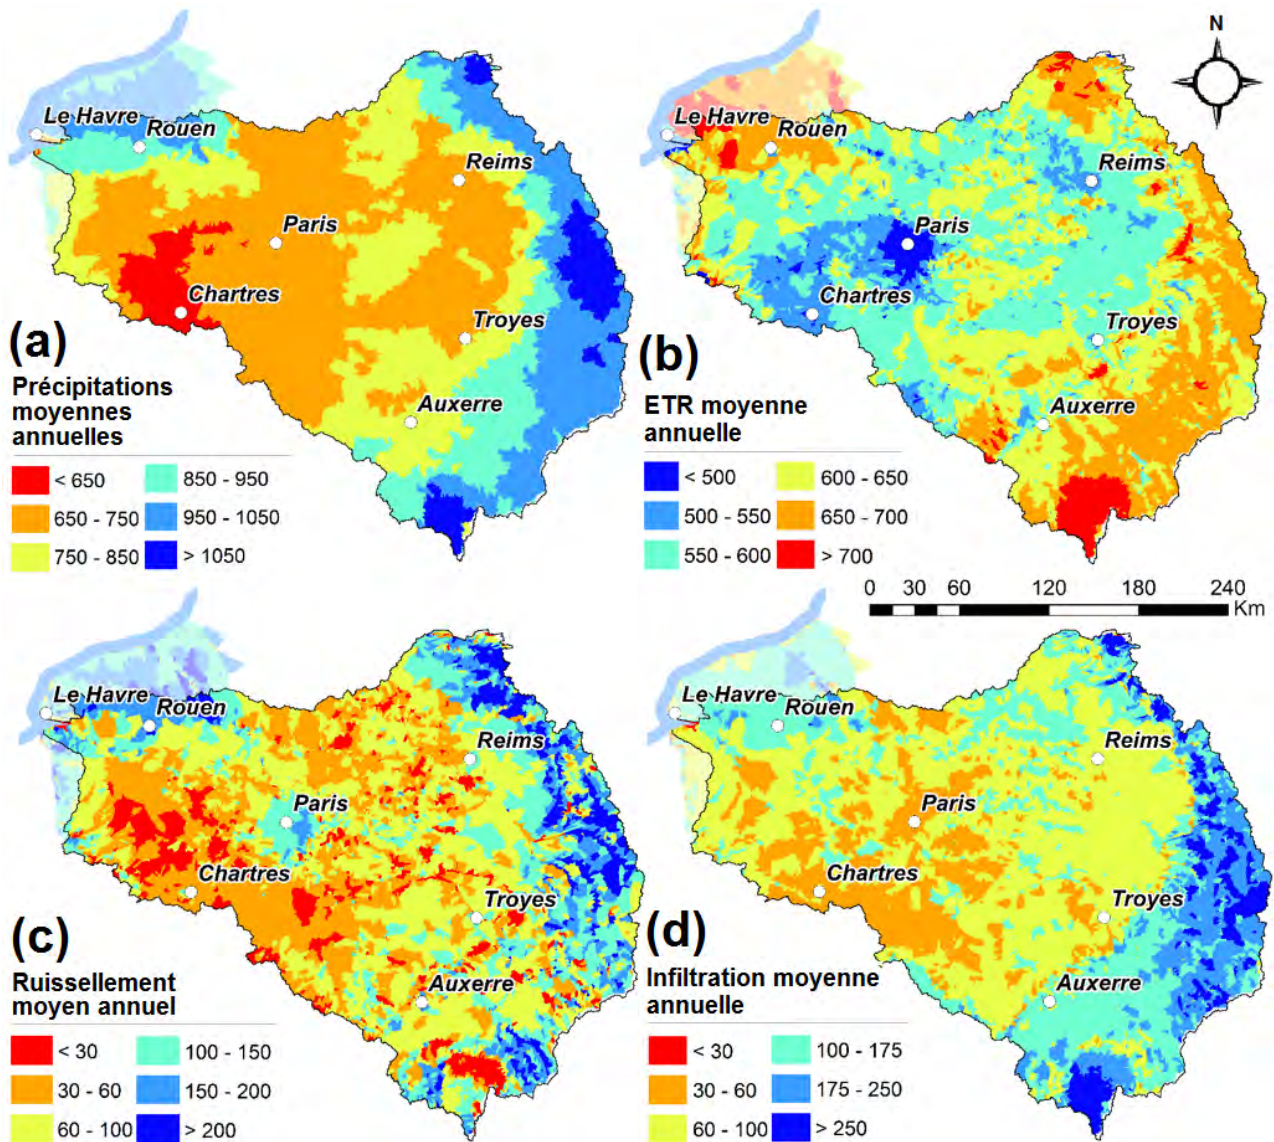 Le Havre
Rouen
Reims
Paris
Chartres
Troyes
Auxerre
(a)
Précipitations
moyennes
annuelles
< 650
850 - 950
650 - 750
950 - 1050
750 - 850
> 1050
N
Le Havre
Rouen
Reims
Paris
Chartres
Troyes
Auxerre
(b)
ETR moyenne
annuelle
< 500
600 - 650
500 - 550
650 - 700
550 - 600
> 700
0 30 60 120 180 240
Km
Le Havre
Rouen
Reims
Paris
Chartres
Troyes
Auxerre
(c)
Ruissellement
moyen annuel
< 30
100 - 150
30 - 60
150 - 200
60 - 100
> 200
Le Havre
Rouen
Reims
Paris
Chartres
Troyes
Auxerre
(d)
Infiltration moyenne
annuelle
< 30
100 - 175
30 - 60
175 - 250
60 - 100
> 250